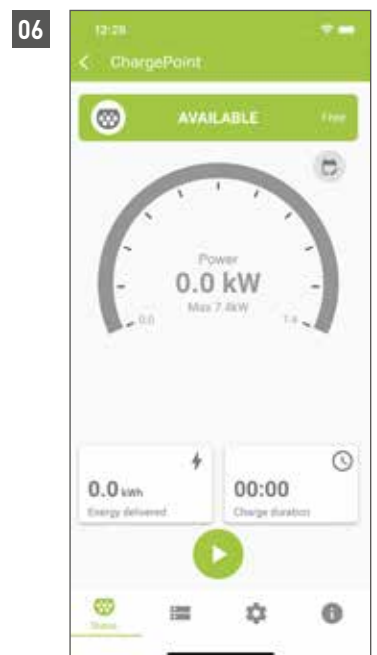 06
12:28
ChargePoint
AVAILABLE
Free
Power
0.0 kW
Max 7.4kW
0.0
7.4
0.0 kWh
Energy delivered
00:00
Charge duration
Status